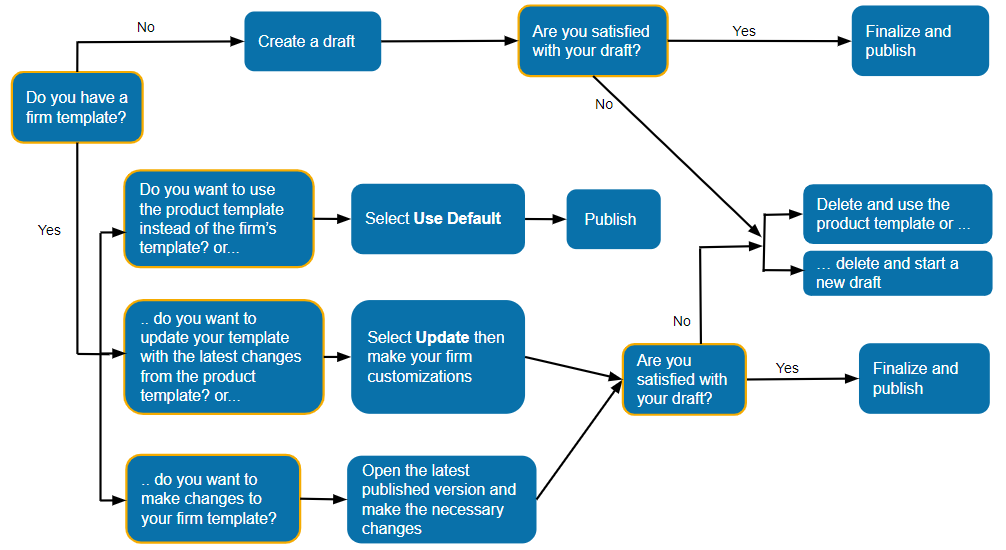 No
Create a draft
Are you satisfied
with your draft?
Yes
Finalize and
publish
Do you have a
firm template?
No
Yes
Do you want to use
the product template
instead of the firm's
template? or...
Select Use Default
Publish
Delete and use the
product template or ...
... delete and start a
new draft
.. do you want to
update your template
with the latest changes
from the product
template? or...
Select Update then
make your firm
customizations
No
Are you
satisfied with
your draft?
Yes
Finalize and
publish
.. do you want to
make changes to
your firm template?
Open the latest
published version and
make the necessary
changes